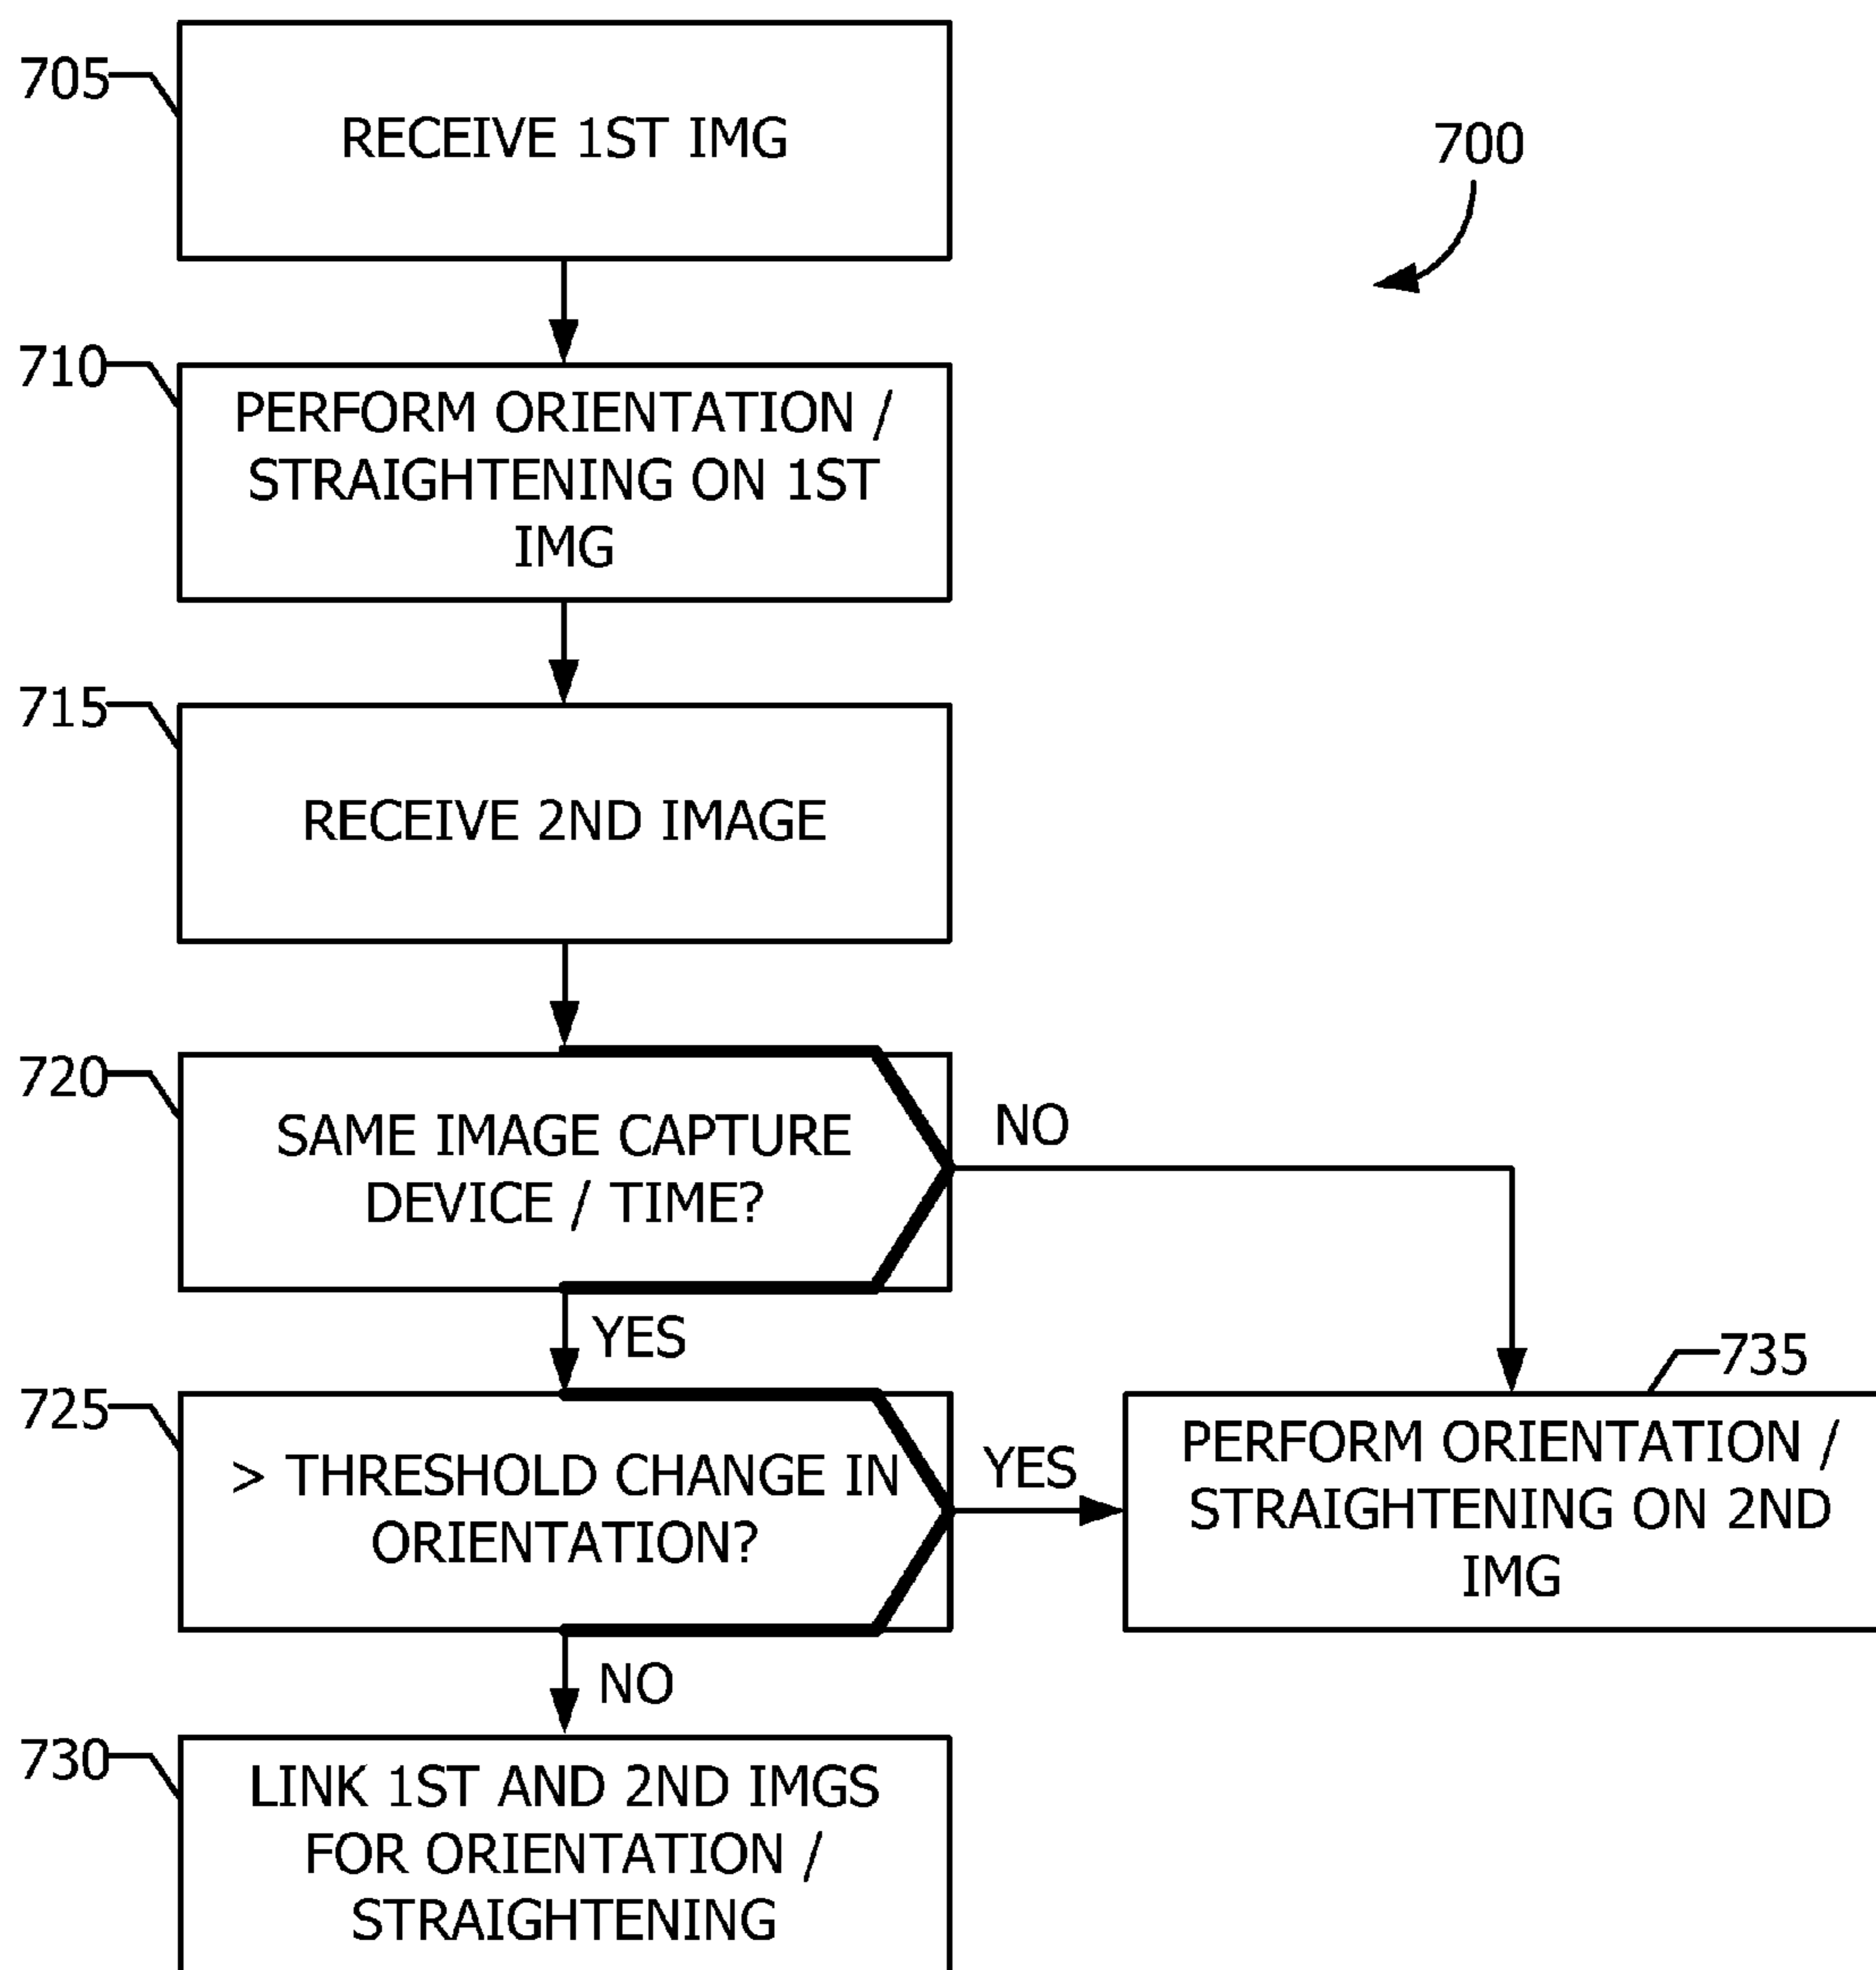 705
RECEIVE 1ST IMG
700
710
PERFORM ORIENTATION /
STRAIGHTENING ON 1ST
IMG
715
RECEIVE 2ND IMAGE
720
SAME IMAGE CAPTURE
DEVICE / TIME?
NO
YES
725
> THRESHOLD CHANGE IN
ORIENTATION?
YES
735
PERFORM ORIENTATION /
STRAIGHTENING ON 2ND
IMG
NO
730
LINK 1ST AND 2ND IMGS
FOR ORIENTATION /
STRAIGHTENING